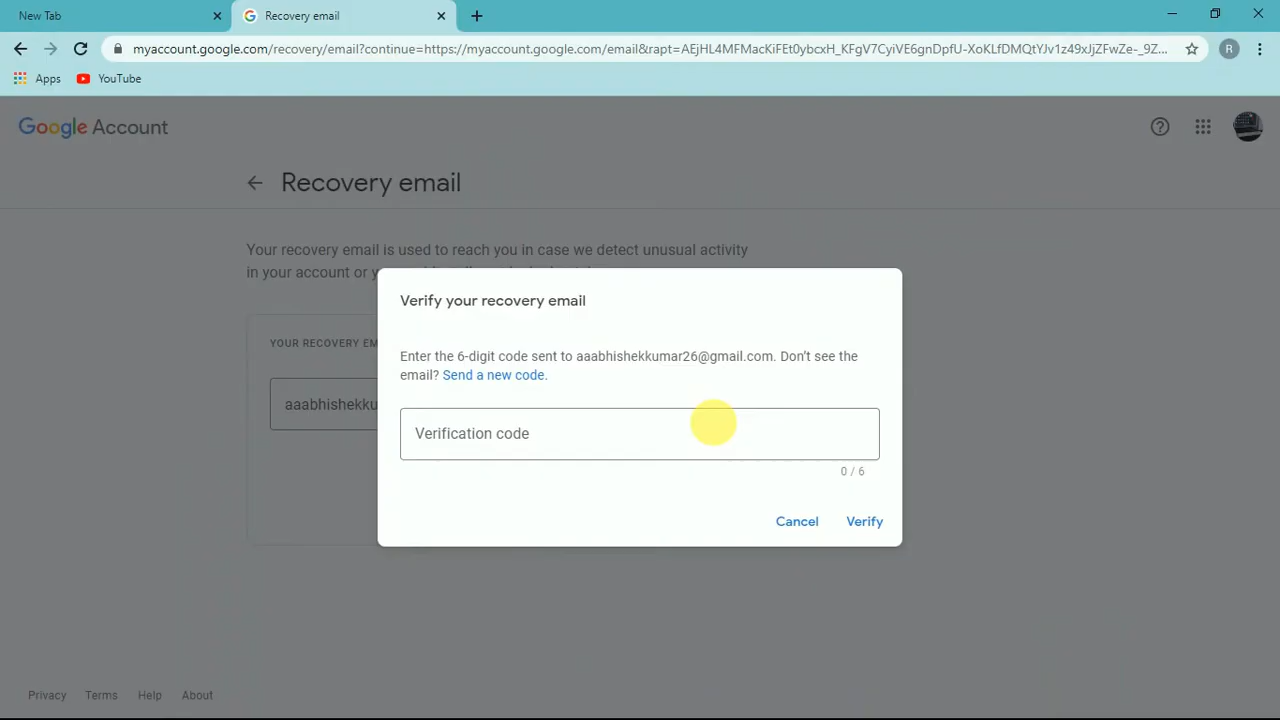 New Tab
Recovery email
myaccount.google.com/recovery/email?continue=https://myaccount.google.com/email&rapt=AEjHL4MFMacKiFEt0ybcxH_KFgV7CyiVE6gnDpfU-XoKLfDMQtYJv1z49xJjZFwZe-_9Z...
R
Apps
YouTube
Google Account
Recovery email
Your recovery email is used to reach you in case we detect unusual activity
in your account or
YOUR RECOVERY EM
aaabhishekku
Verify your recovery email
Enter the 6-digit code sent to aaabhishekkumar26@gmail.com. Don't see the
email? Send a new code.
Verification code
0 / 6
Cancel
Verify
Privacy
Terms
Help
About